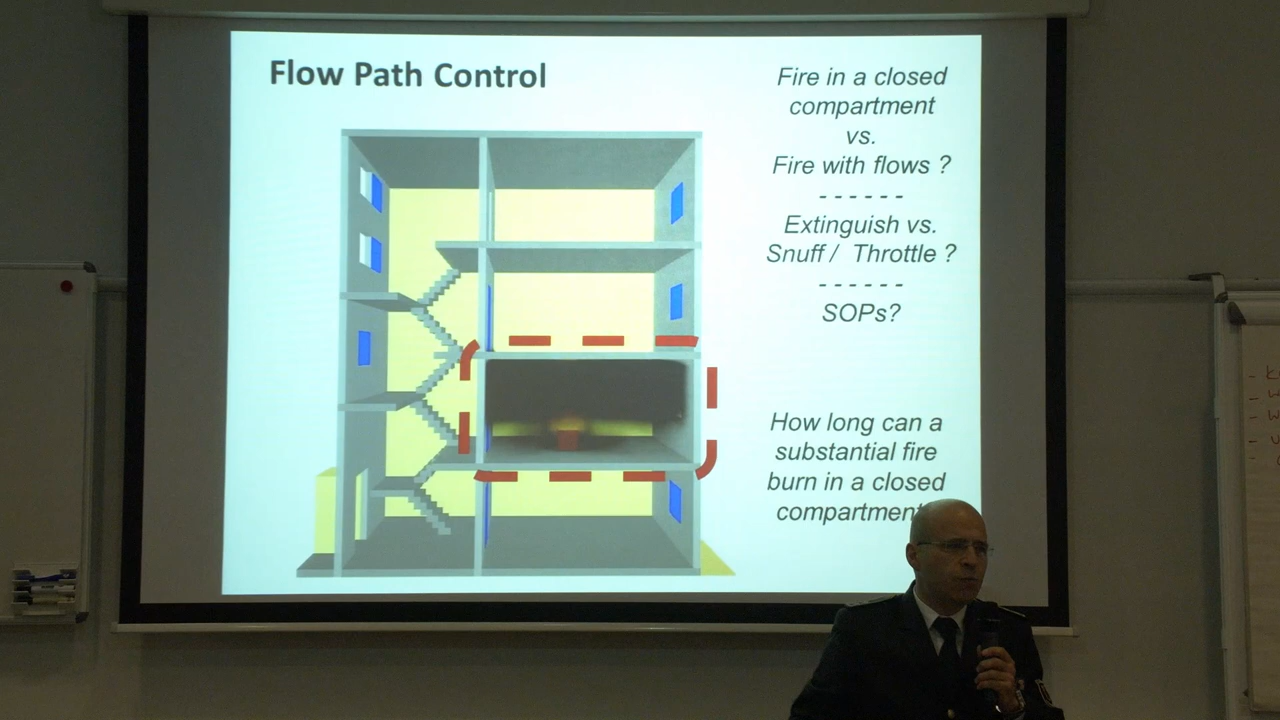 Flow Path Control
Fire in a closed
compartment
vs.
Fire with flows ?
- - - - - -
Extinguish vs.
Snuff / Throttle ?
- - - - - -
SOPs?
How long can a
substantial fire
burn in a closed
compartment